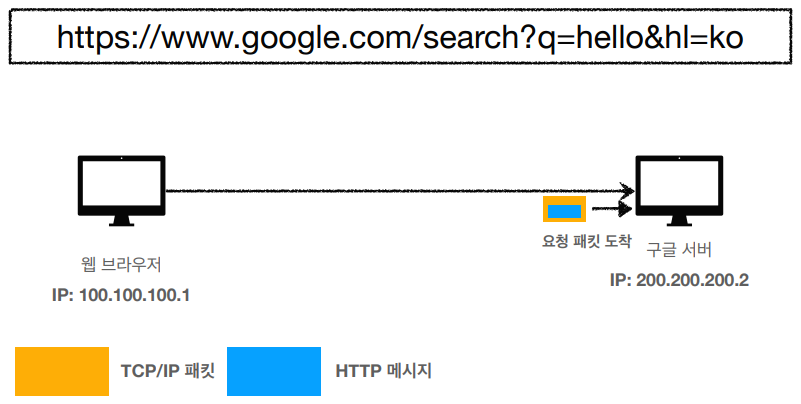 https://www.google.com/search?q=hello&hl=ko
요청 패킷 도착
웹 브라우저
IP: 100.100.100.1
구글 서버
IP: 200.200.200.2
TCP/IP 패킷
HTTP 메시지